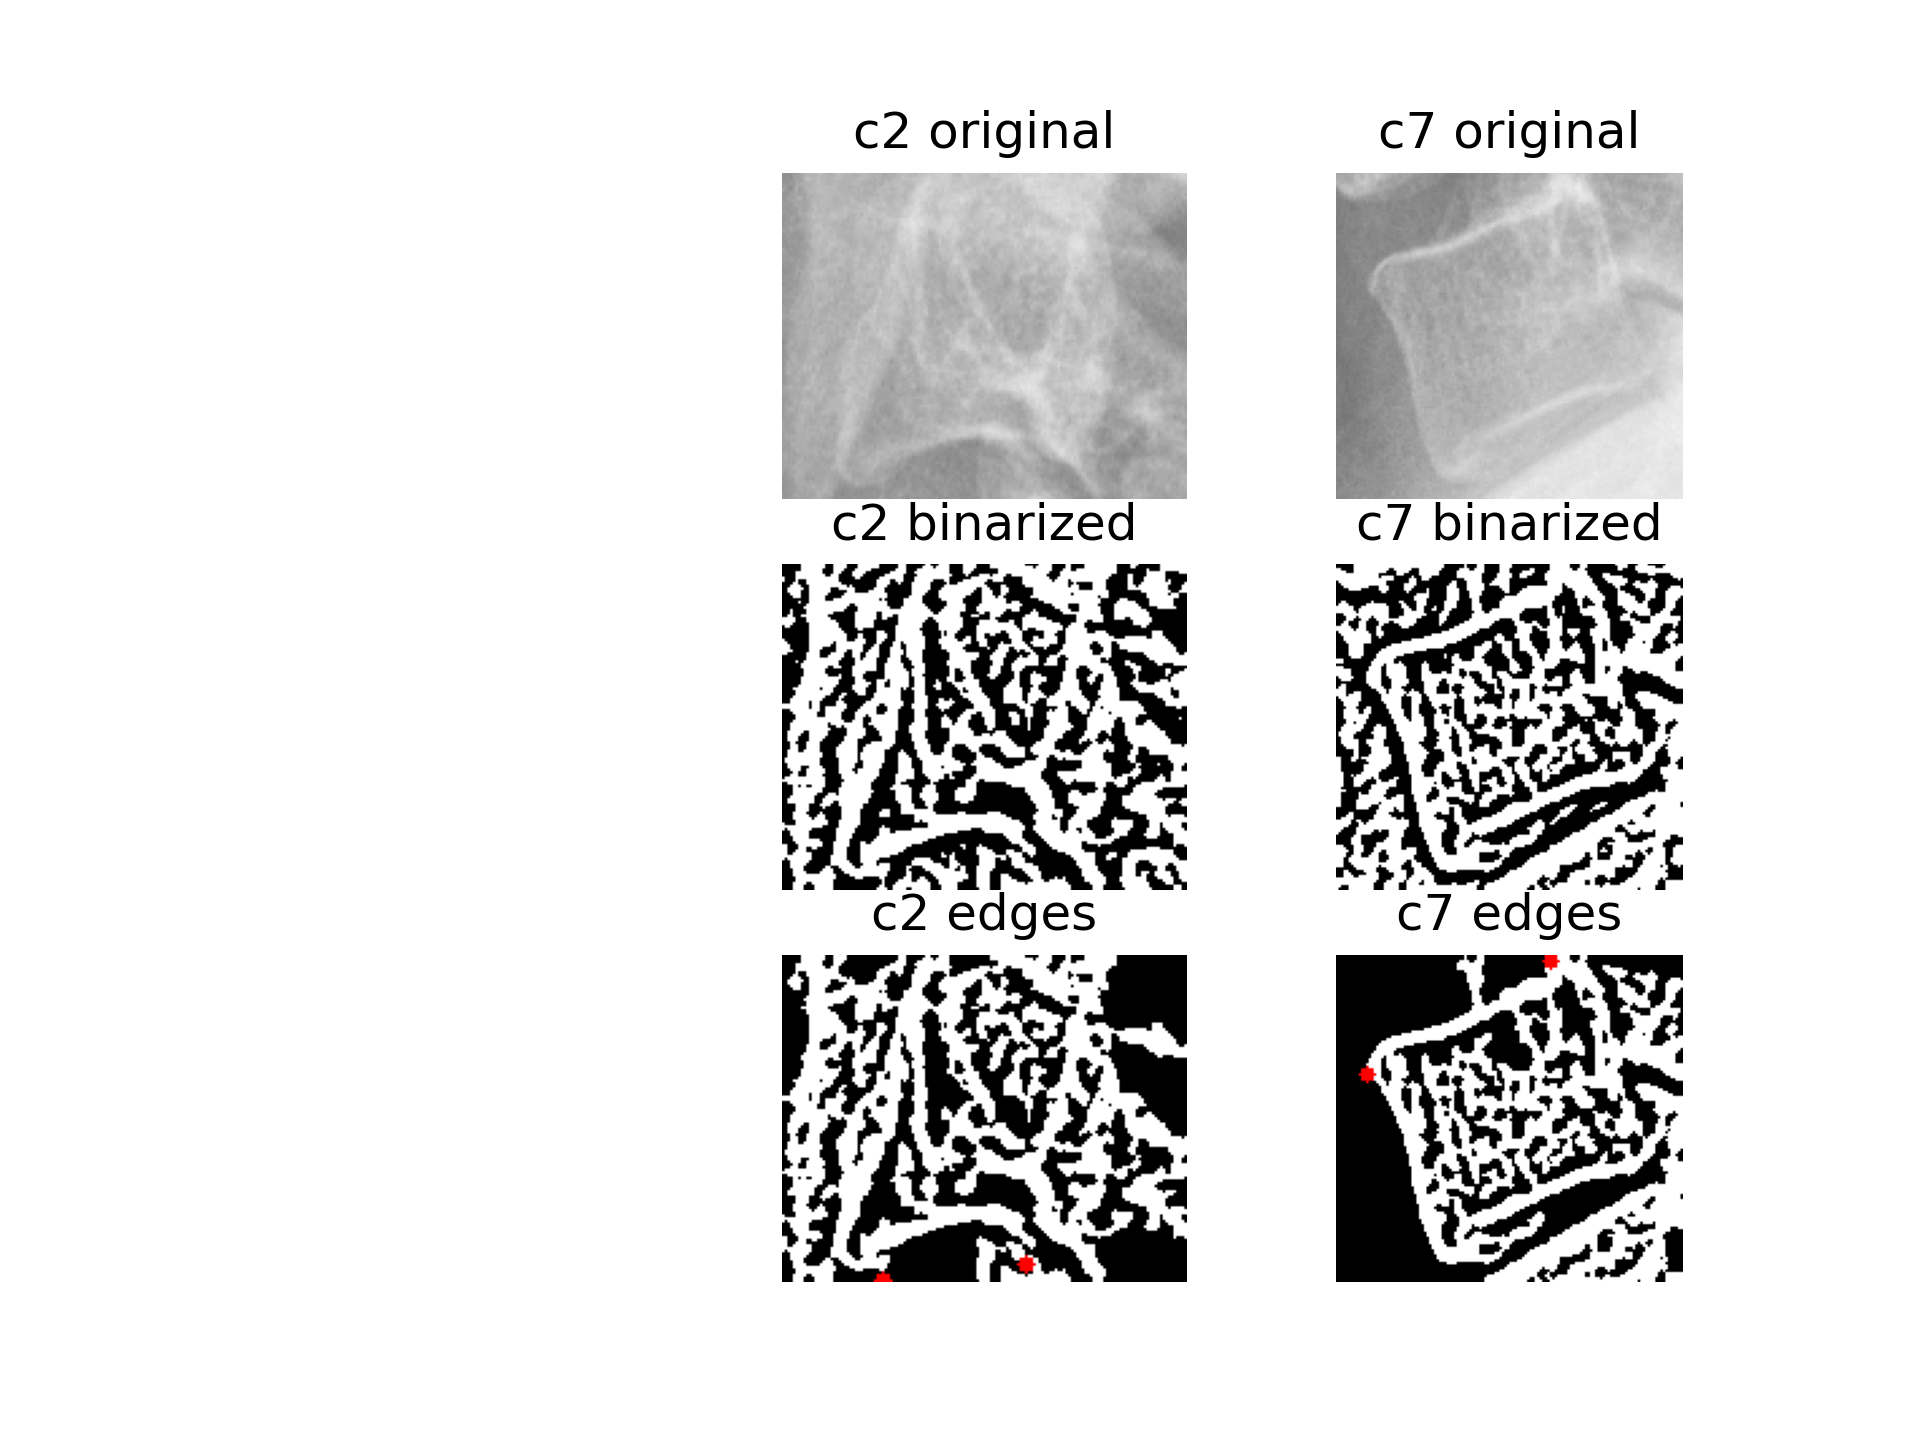 c2 original
c7 original
c2 binarized
c7 binarized
c2 edges
c7 edges